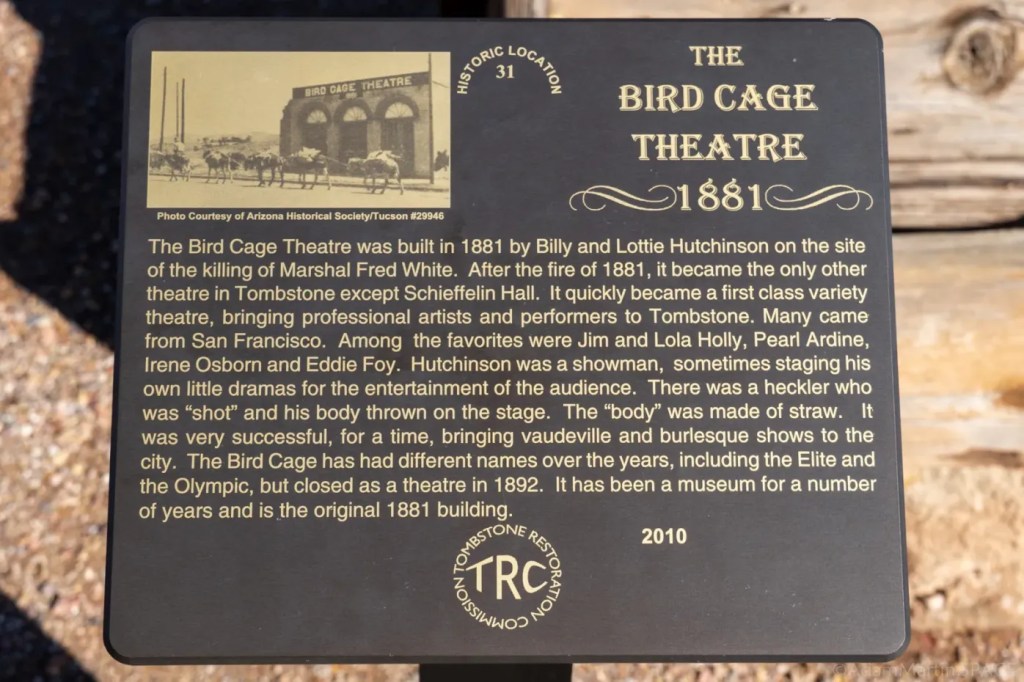 BIRD CAGE THEATRE
Photo Courtesy of Arizona Historical Society/Tucson #29946
HISTORIC LOCATION
31
THE
BIRD CAGE
THEATRE
1881
The Bird Cage Theatre was built in 1881 by Billy and Lottie Hutchinson on the site
of the killing of Marshal Fred White. After the fire of 1881, it became the only other
theatre in Tombstone except Schieffelin Hall. It quickly became a first class variety
theatre, bringing professional artists and performers to Tombstone. Many came
from San Francisco. Among the favorites were Jim and Lola Holly, Pearl Ardine,
Irene Osborn and Eddie Foy. Hutchinson was a showman, sometimes staging his
own little dramas for the entertainment of the audience. There was a heckler who
was “shot” and his body thrown on the stage. The “body” was made of straw. It
was very successful, for a time, bringing vaudeville and burlesque shows to the
city. The Bird Cage has had different names over the years, including the Elite and
the Olympic, but closed as a theatre in 1892. It has been a museum for a number
of years and is the original 1881 building.
2010
TOMBSTONE RESTORATION COMMISSION
TRC